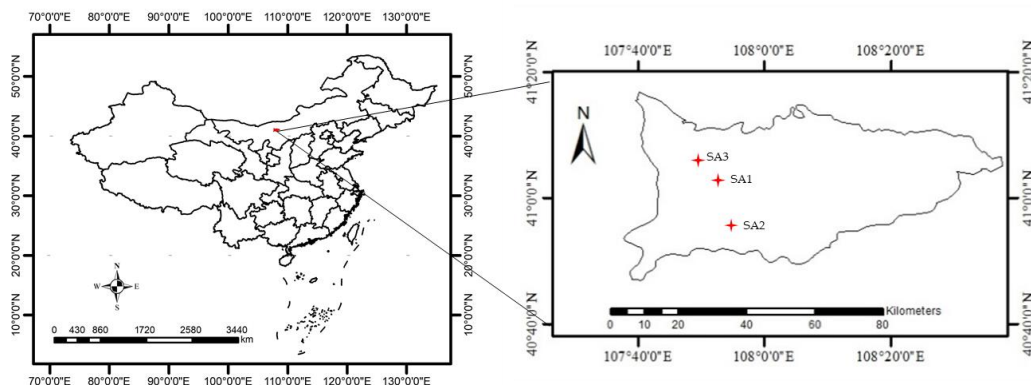 70°0'0"E 80°0'0"E 90°0'0"E 100°0'0"E 110°0'0"E 120°0'0"E 130°0'0"E
50°0'0"N
40°0'0"N
30°0'0"N
20°0'0"N
10°0'0"N
50°0'0"N
40°0'0"N
30°0'0"N
20°0'0"N
10°0'0"N
N
W E
S
0 430 860 1720 2580 3440
km
70°0'0"E 80°0'0"E 90°0'0"E 100°0'0"E 110°0'0"E 120°0'0"E 130°0'0"E
107°40'0"E 108°0'0"E 108°20'0"E
41°20'0"N
41°0'0"N
40°40'0"N
41°20'0"N
41°0'0"N
40°40'0"N
N
SA3
SA1
SA2
Kilometers
0 10 20 40 60 80
107°40'0"E 108°0'0"E 108°20'0"E